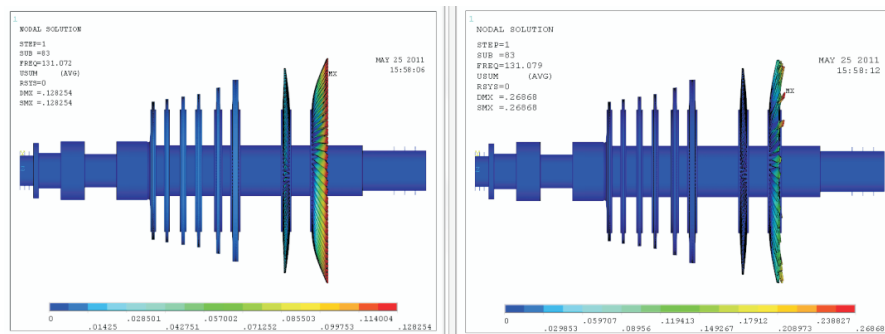 1
NODAL SOLUTION
STEP=1
SUB =83
FREQ=131.072
USUM (AVG)
RSYS=0
DMX =.128254
SMX =.128254
MAY 25 2011
15:58:06
MX
0 .028501 .057002 .085503 .114004
.01425 .042751 .071252 .099753 .128254
1
NODAL SOLUTION
STEP=1
SUB =83
FREQ=131.079
USUM (AVG)
RSYS=0
DMX =.26868
SMX =.26868
MAY 25 2011
15:58:12
MX
0 .059707 .119413 .17912 .238827
.029853 .08956 .149267 .208973 .26868